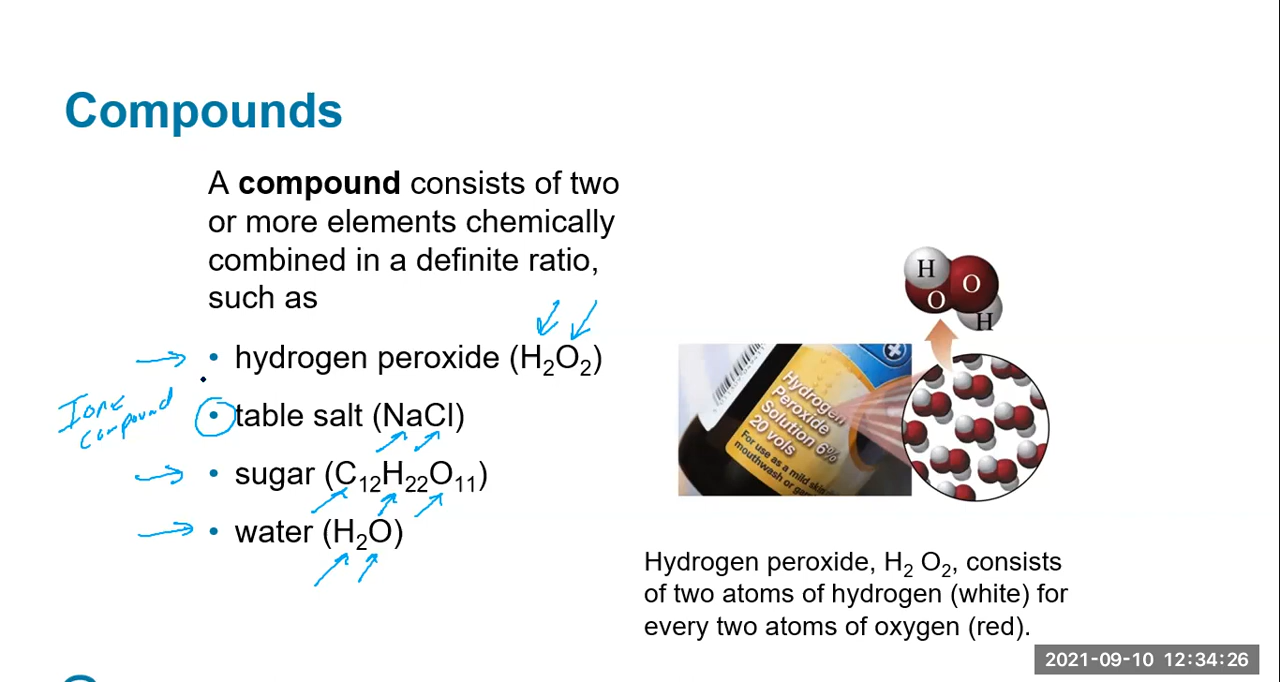 Compounds
A compound consists of two
or more elements chemically
combined in a definite ratio,
such as
• hydrogen peroxide (H₂O₂)
Ionic
compound
• table salt (NaCl)
• sugar (C₁₂H₂₂O₁₁)
• water (H₂O)
H
O
O
H
Hydrogen
Peroxide
Solution 6%
20 vols
For use as a mild skin
mouthwash or
Hydrogen peroxide, H₂ O₂, consists
of two atoms of hydrogen (white) for
every two atoms of oxygen (red).
2021-09-10 12:34:26